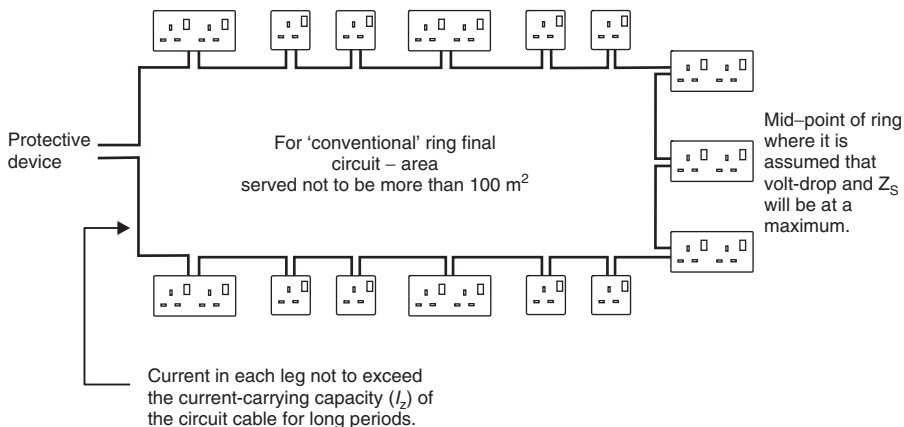 Protective
device
For ‘conventional’ ring final
circuit – area
served not to be more than 100 m²
Mid–point of ring
where it is
assumed that
volt-drop and Zₛ
will be at a
maximum.
Current in each leg not to exceed
the current-carrying capacity (I_z) of
the circuit cable for long periods.